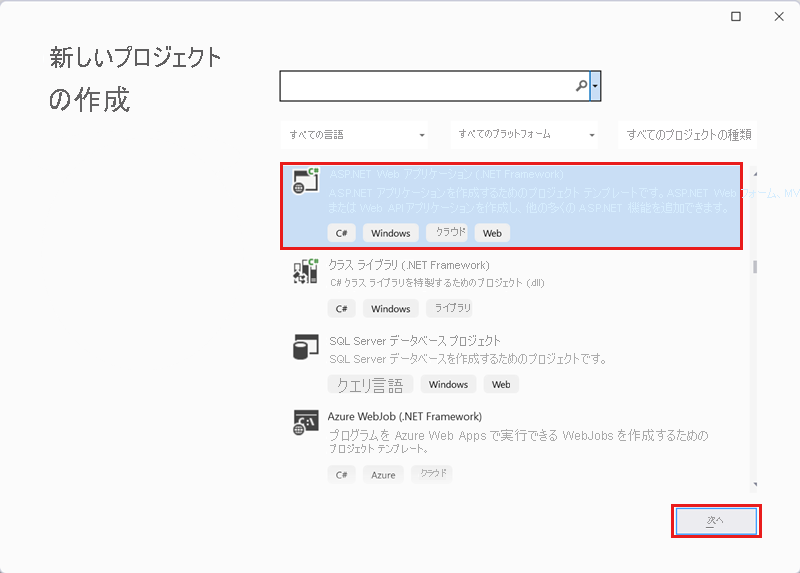 新しいプロジェクト
の作成
すべての言語
すべてのプラットフォーム
すべてのプロジェクトの種類
ASP.NET Web アプリケーション (.NET Framework)
ASP.NET アプリケーションを作成するためのプロジェクト テンプレートです。ASP.NET Web フォーム、MV
または Web API アプリケーションを作成し、他の多くの ASP.NET 機能を追加できます。
C# Windows クラウド Web
クラス ライブラリ (.NET Framework)
C# クラス ライブラリを特製するためのプロジェクト (.dll)
C# Windows ライブラリ
SQL Server データベース プロジェクト
SQL Server データベースを作成するためのプロジェクトです。
クエリ言語 Windows Web
Azure WebJob (.NET Framework)
プログラムを Azure Web Apps で実行できる WebJobs を作成するための
プロジェクト テンプレート。
C# Azure クラウド
次へ